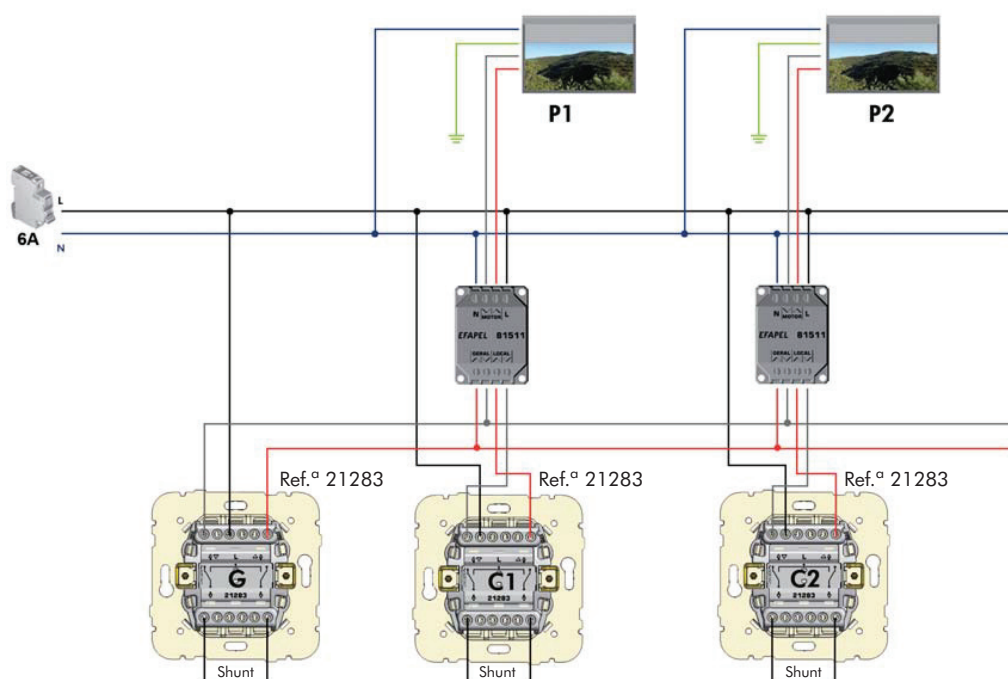 P1
P2
L
6A
N
N MOTOR L
EFAPEL 81511
GERAL LOCAL
N MOTOR L
EFAPEL 81511
GERAL LOCAL
Ref.ª 21283
Ref.ª 21283
Ref.ª 21283
L
G
21283
L
C1
21283
L
C2
21283
Shunt
Shunt
Shunt